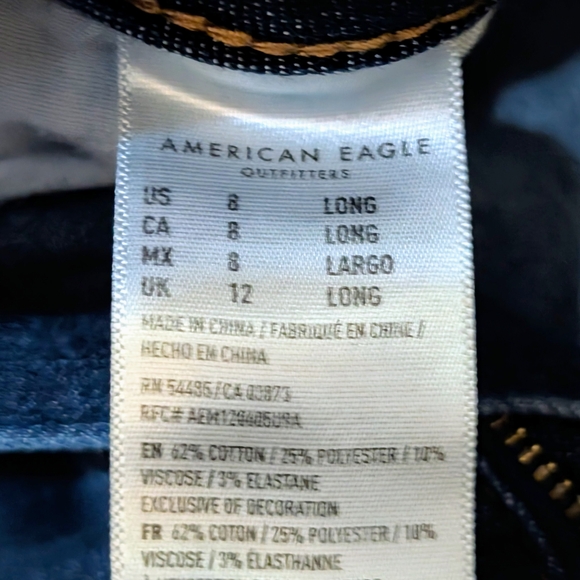 AMERICAN EAGLE
OUTFITTERS
US 8 LONG
CA 8 LONG
MX 8 LARGO
UK 12 LONG
MADE IN CHINA / FABRIQUÉ EN CHINE /
HECHO EN CHINA
RN 54485 / CA 03873
RFC#
EN 62% COTTON / 25% POLYESTER / 10%
VISCOSE / 3% ELASTANE
EXCLUSIVE OF DECORATION
FR 62% COTON / 25% POLYESTER / 10%
VISCOSE / 3% ÉLASTHANNE